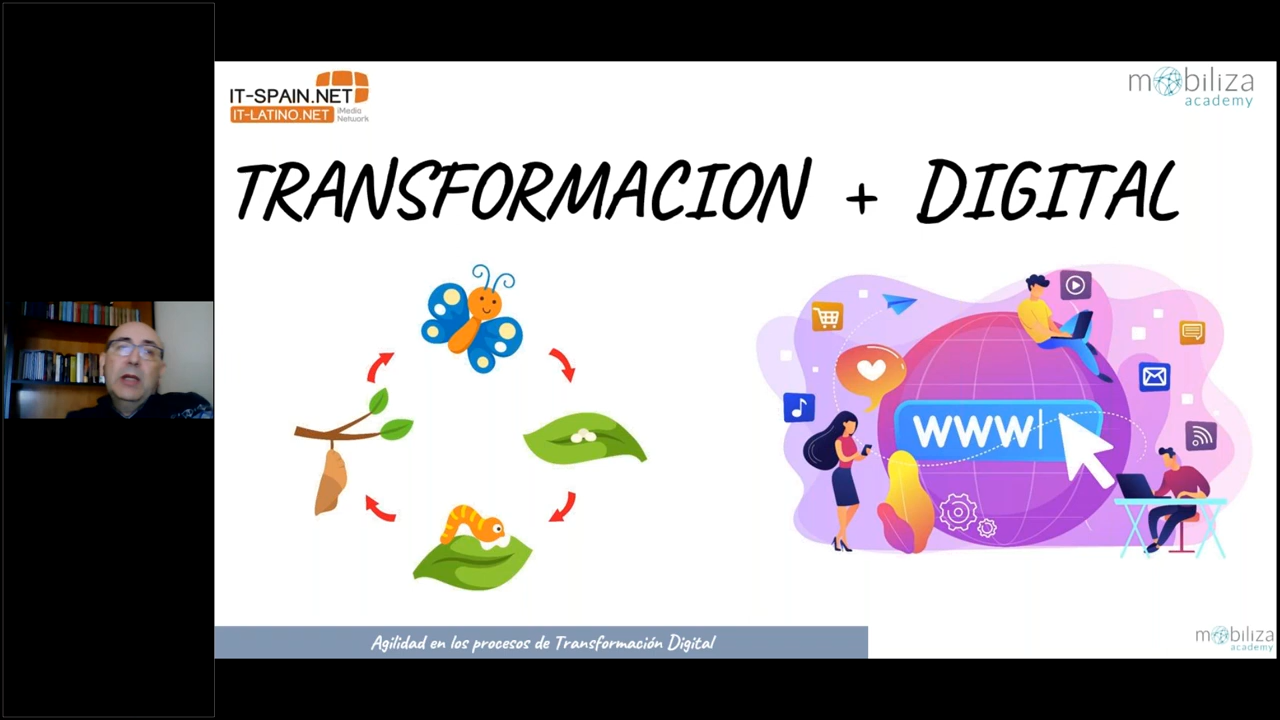 IT-SPAIN.NET
IT-LATINO.NET
iMedia
Network
mobiliza
academy
TRANSFORMACION + DIGITAL
www
Agilidad en los procesos de Transformación Digital
mobiliza
academy